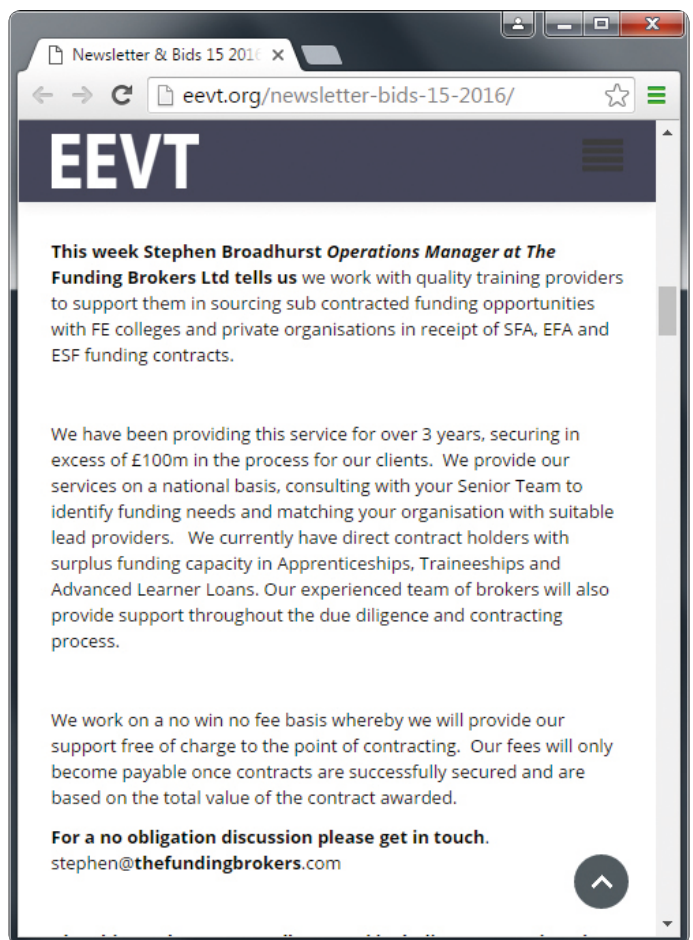 Newsletter & Bids 15 201
eevt.org/newsletter-bids-15-2016/
EEVT
This week Stephen Broadhurst Operations Manager at The
Funding Brokers Ltd tells us we work with quality training providers
to support them in sourcing sub contracted funding opportunities
with FE colleges and private organisations in receipt of SFA, EFA and
ESF funding contracts.
We have been providing this service for over 3 years, securing in
excess of £100m in the process for our clients.  We provide our
services on a national basis, consulting with your Senior Team to
identify funding needs and matching your organisation with suitable
lead providers.   We currently have direct contract holders with
surplus funding capacity in Apprenticeships, Traineeships and
Advanced Learner Loans. Our experienced team of brokers will also
provide support throughout the due diligence and contracting
process.
We work on a no win no fee basis whereby we will provide our
support free of charge to the point of contracting.  Our fees will only
become payable once contracts are successfully secured and are
based on the total value of the contract awarded.
For a no obligation discussion please get in touch.
stephen@thefundingbrokers.com